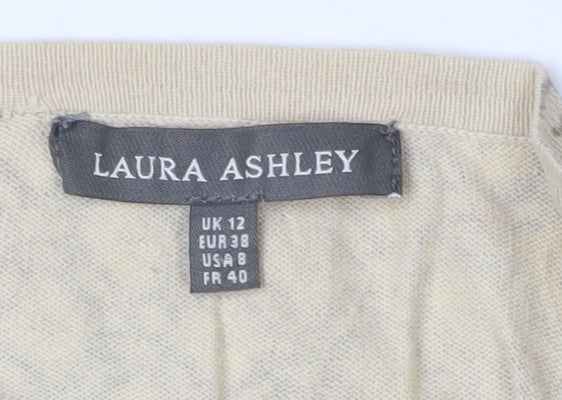 LAURA ASHLEY
UK 12
EUR 38
USA 8
FR 40